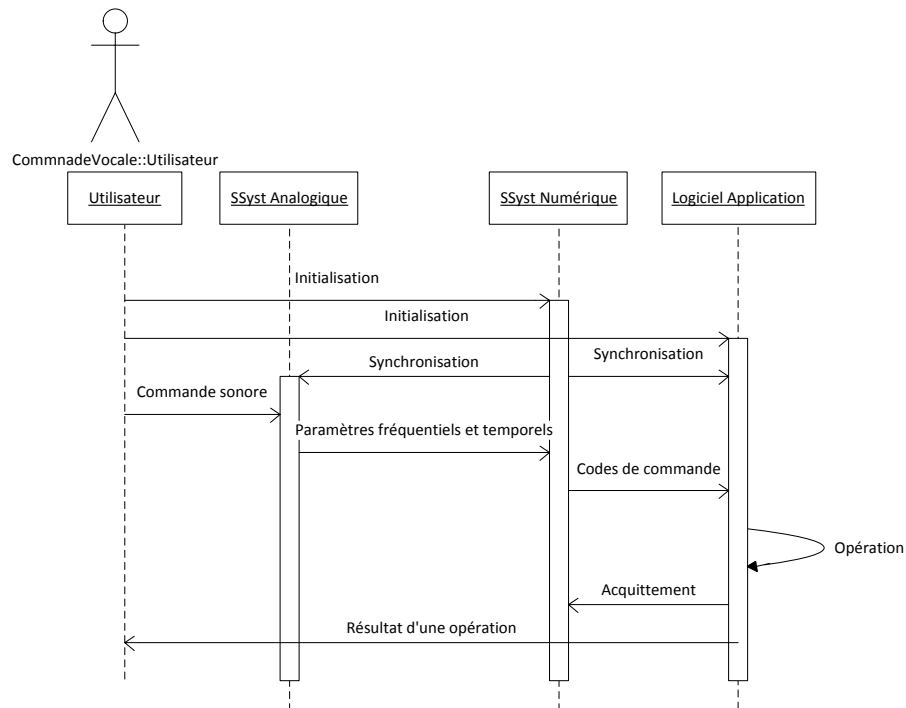 CommnadeVocale::Utilisateur
Utilisateur
SSyst Analogique
SSyst Numérique
Logiciel Application
Initialisation
Initialisation
Synchronisation
Synchronisation
Commande sonore
Paramètres fréquentiels et temporels
Codes de commande
Opération
Acquittement
Résultat d'une opération